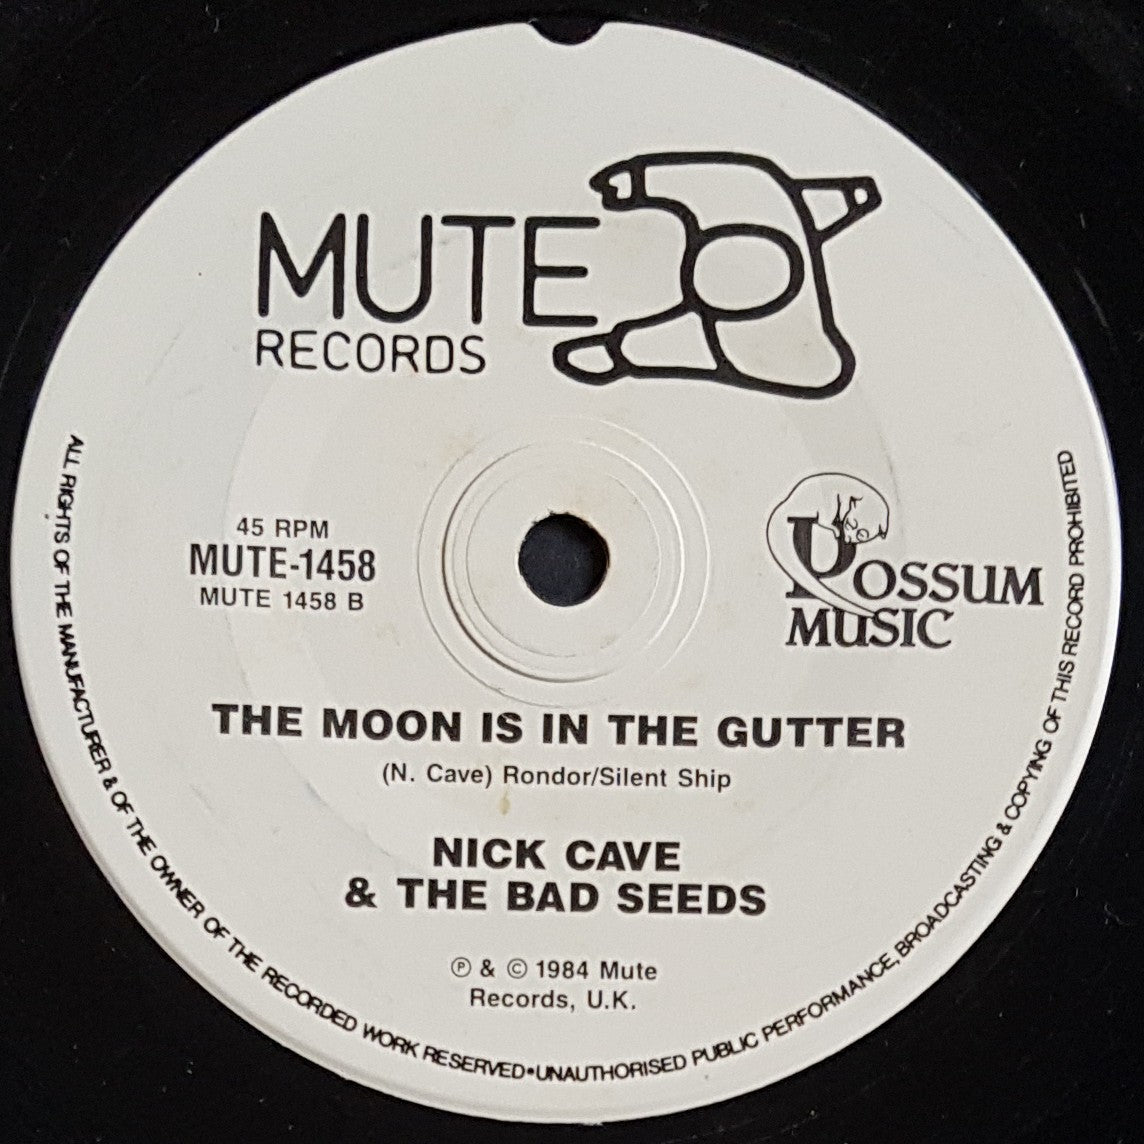 MUTE
RECORDS
45 RPM
MUTE-1458
MUTE 1458 B
POSSUM
MUSIC
THE MOON IS IN THE GUTTER
(N. Cave) Rondor/Silent Ship
NICK CAVE
& THE BAD SEEDS
℗ & © 1984 Mute
Records, U.K.
ALL RIGHTS OF THE MANUFACTURER & OF THE OWNER OF THE RECORDED WORK RESERVED•UNAUTHORISED PUBLIC PERFORMANCE, BROADCASTING & COPYING OF THIS RECORD PROHIBITED